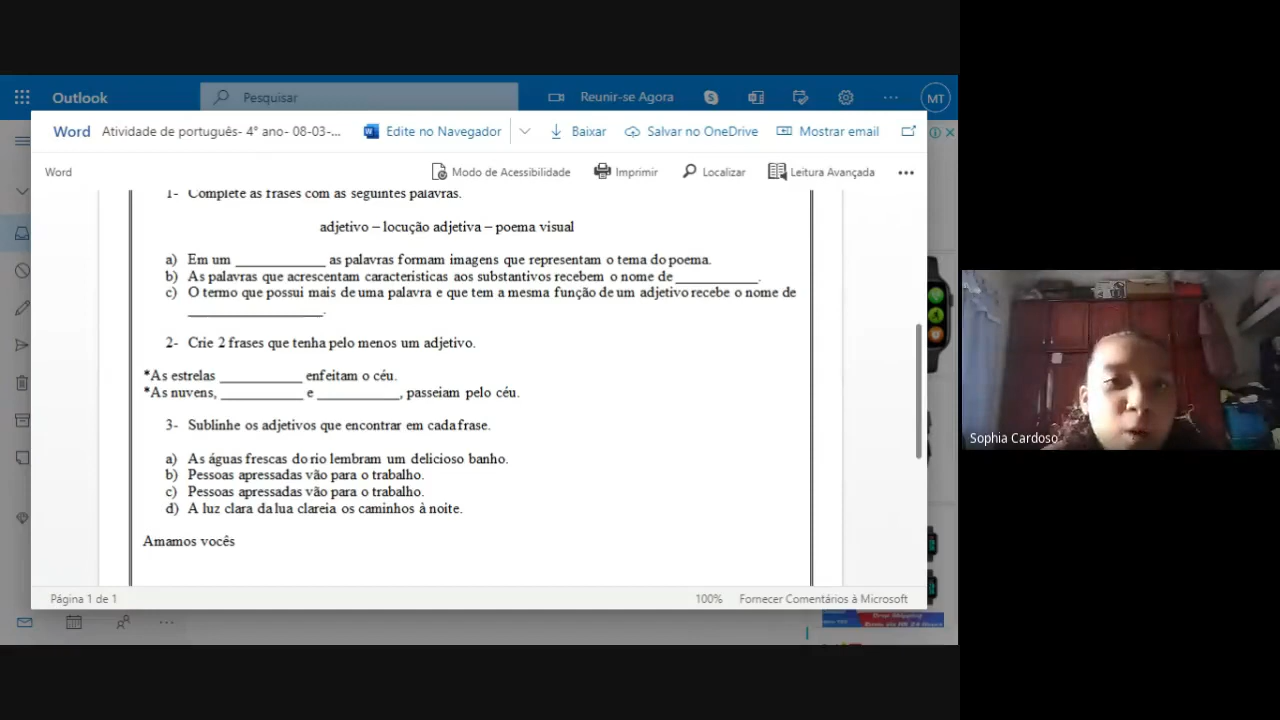 Outlook
Pesquisar
Reunir-se Agora
MT
Word
Atividade de português- 4° ano- 08-03-...
Edite no Navegador
Baixar
Salvar no OneDrive
Mostrar email
Word
Modo de Acessibilidade
Imprimir
Localizar
Leitura Avançada
1- Complete as frases com as seguintes palavras.
adjetivo – locução adjetiva – poema visual
a) Em um ____________ as palavras formam imagens que representam o tema do poema.
b) As palavras que acrescentam características aos substantivos recebem o nome de ___________.
c) O termo que possui mais de uma palavra e que tem a mesma função de um adjetivo recebe o nome de
__________________.
2- Crie 2 frases que tenha pelo menos um adjetivo.
*As estrelas ___________ enfeitam o céu.
*As nuvens, ___________ e ___________, passeiam pelo céu.
3- Sublinhe os adjetivos que encontrar em cada frase.
a) As águas frescas do rio lembram um delicioso banho.
b) Pessoas apressadas vão para o trabalho.
c) Pessoas apressadas vão para o trabalho.
d) A luz clara da lua clareia os caminhos à noite.
Amamos vocês
Página 1 de 1
100%
Fornecer Comentários à Microsoft
Sophia Cardoso